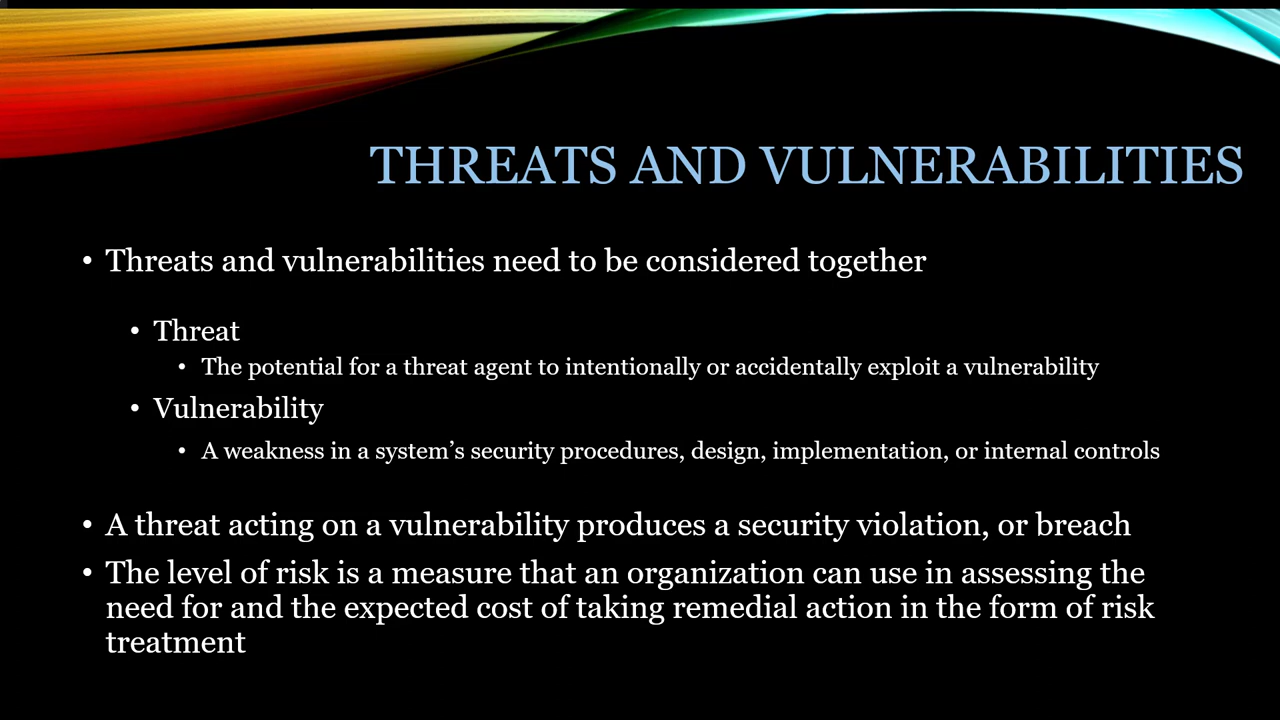 THREATS AND VULNERABILITIES
• Threats and vulnerabilities need to be considered together
• Threat
• The potential for a threat agent to intentionally or accidentally exploit a vulnerability
• Vulnerability
• A weakness in a system’s security procedures, design, implementation, or internal controls
• A threat acting on a vulnerability produces a security violation, or breach
• The level of risk is a measure that an organization can use in assessing the
need for and the expected cost of taking remedial action in the form of risk
treatment